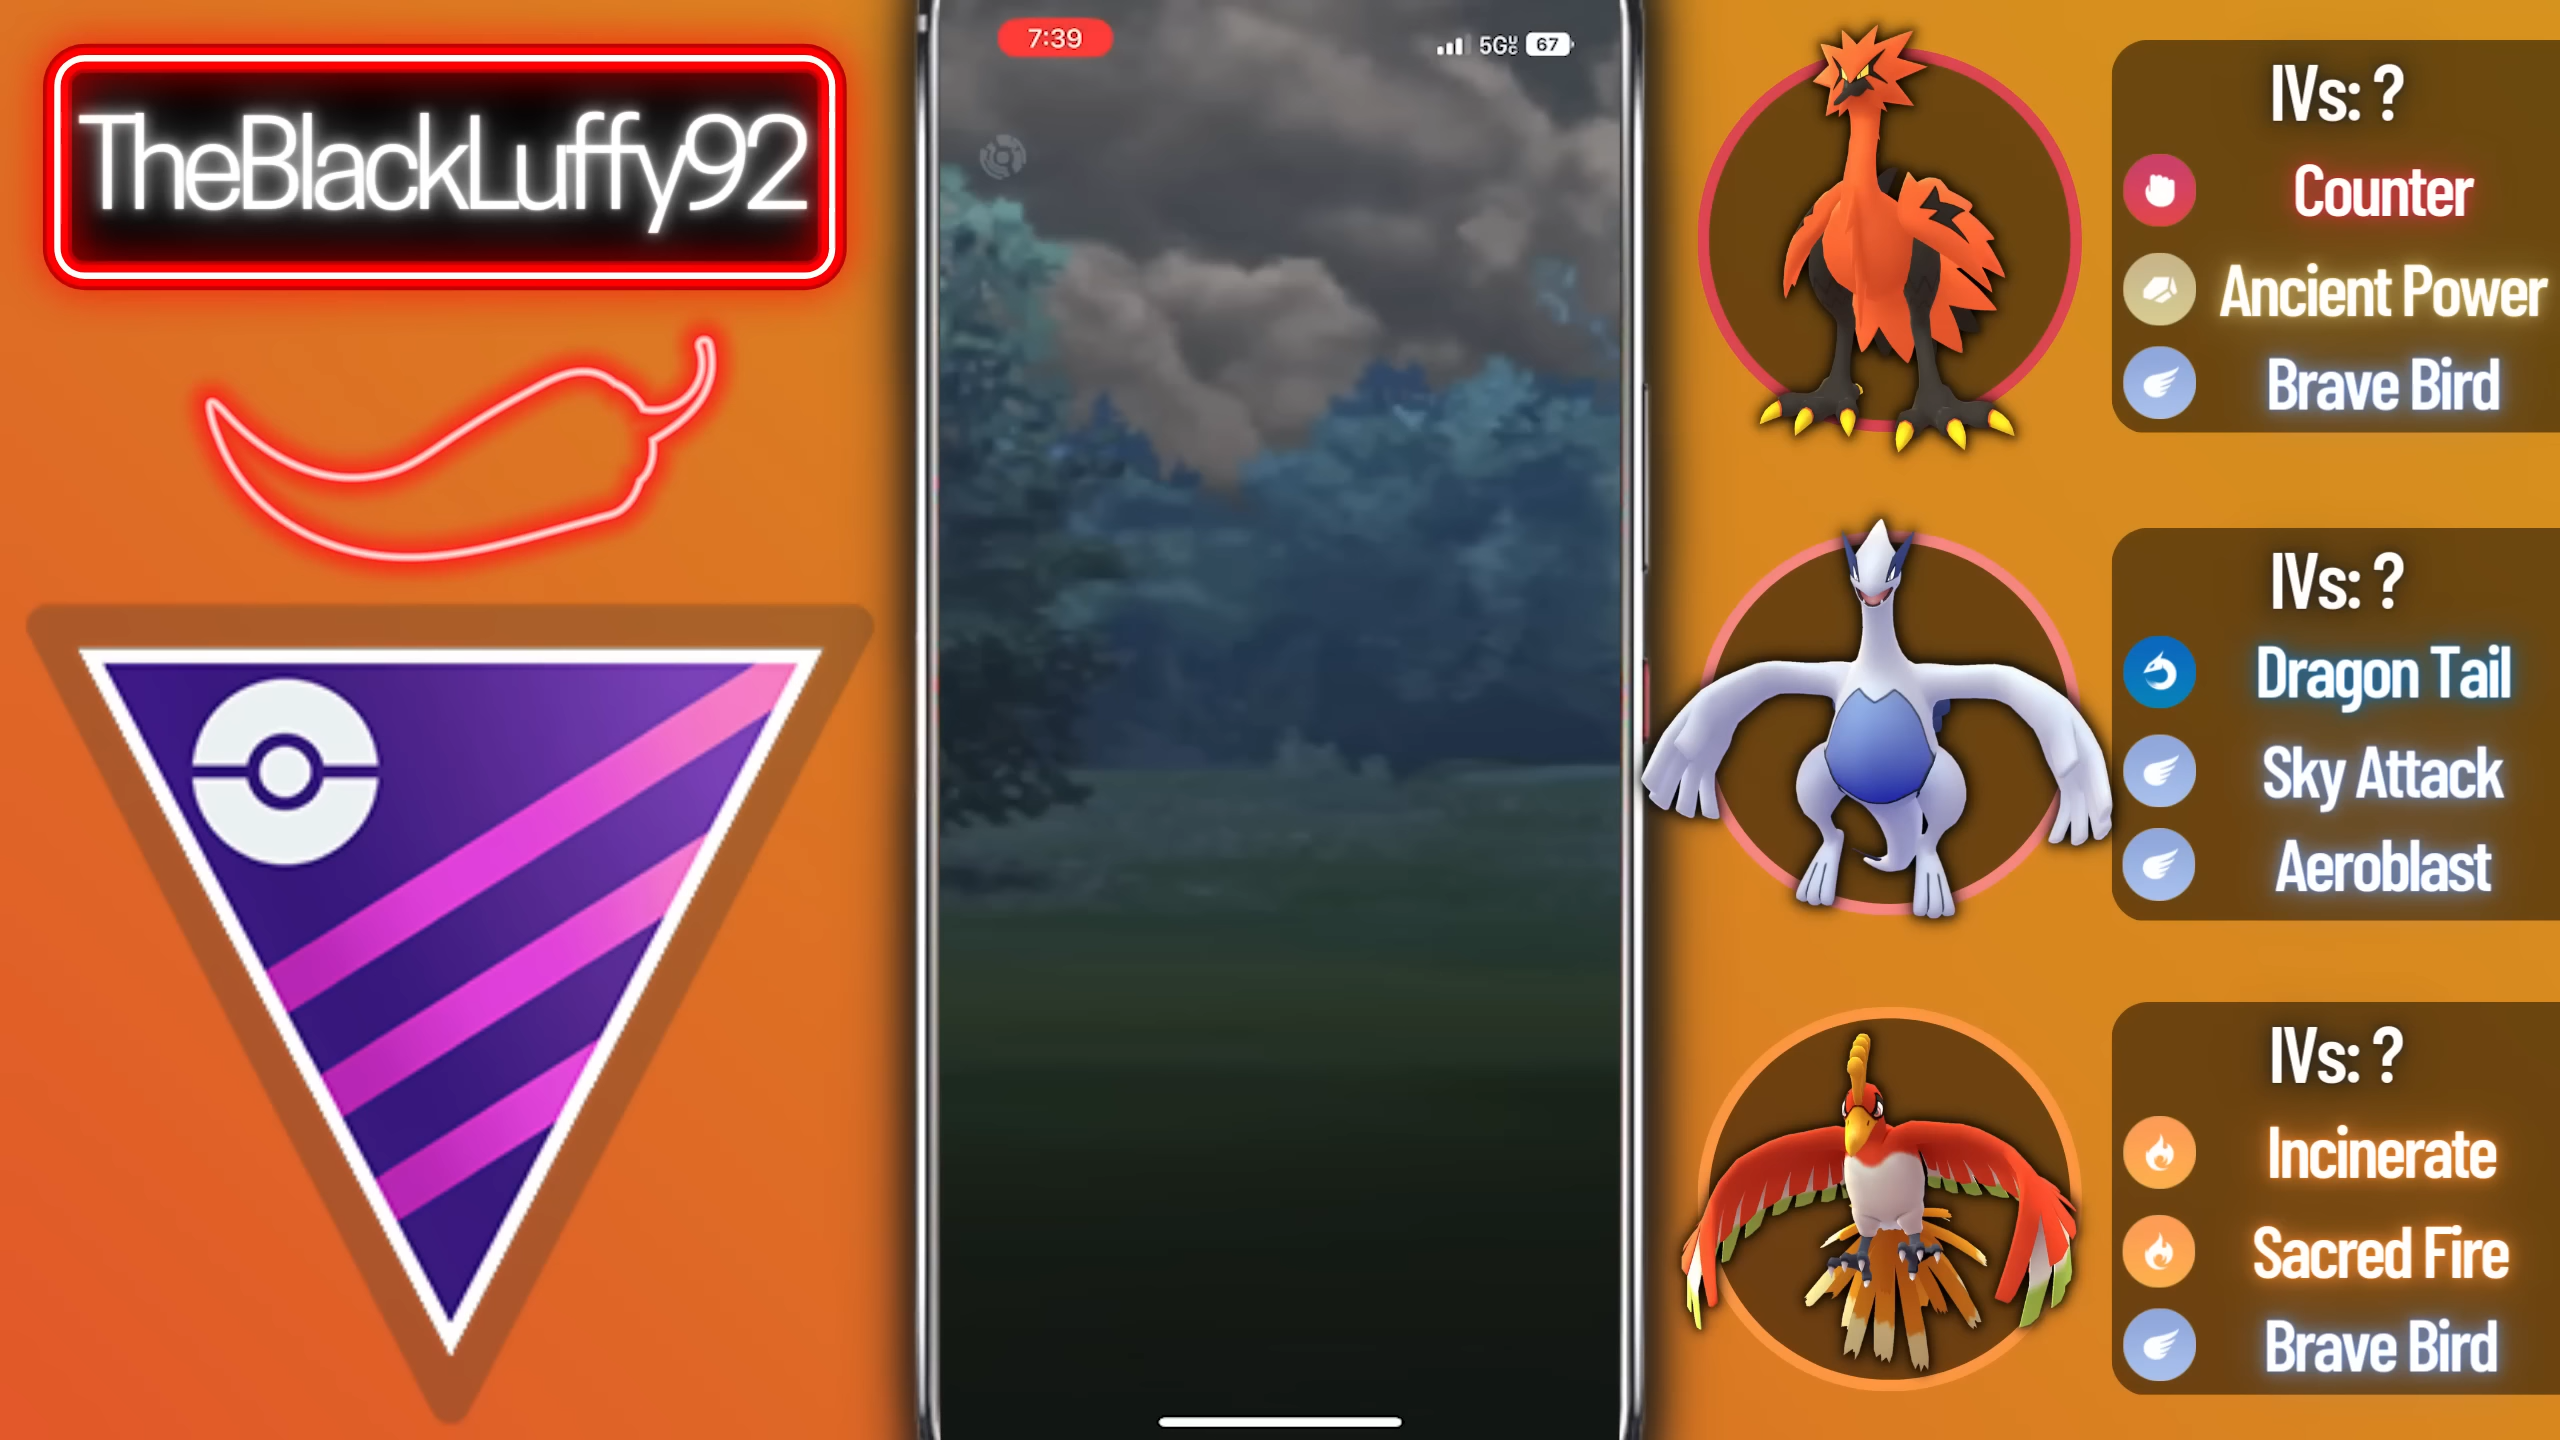 TheBlackLuffy92
7:39
5GUC 67
IVs: ?
Counter
Ancient Power
Brave Bird
IVs: ?
Dragon Tail
Sky Attack
Aeroblast
IVs: ?
Incinerate
Sacred Fire
Brave Bird